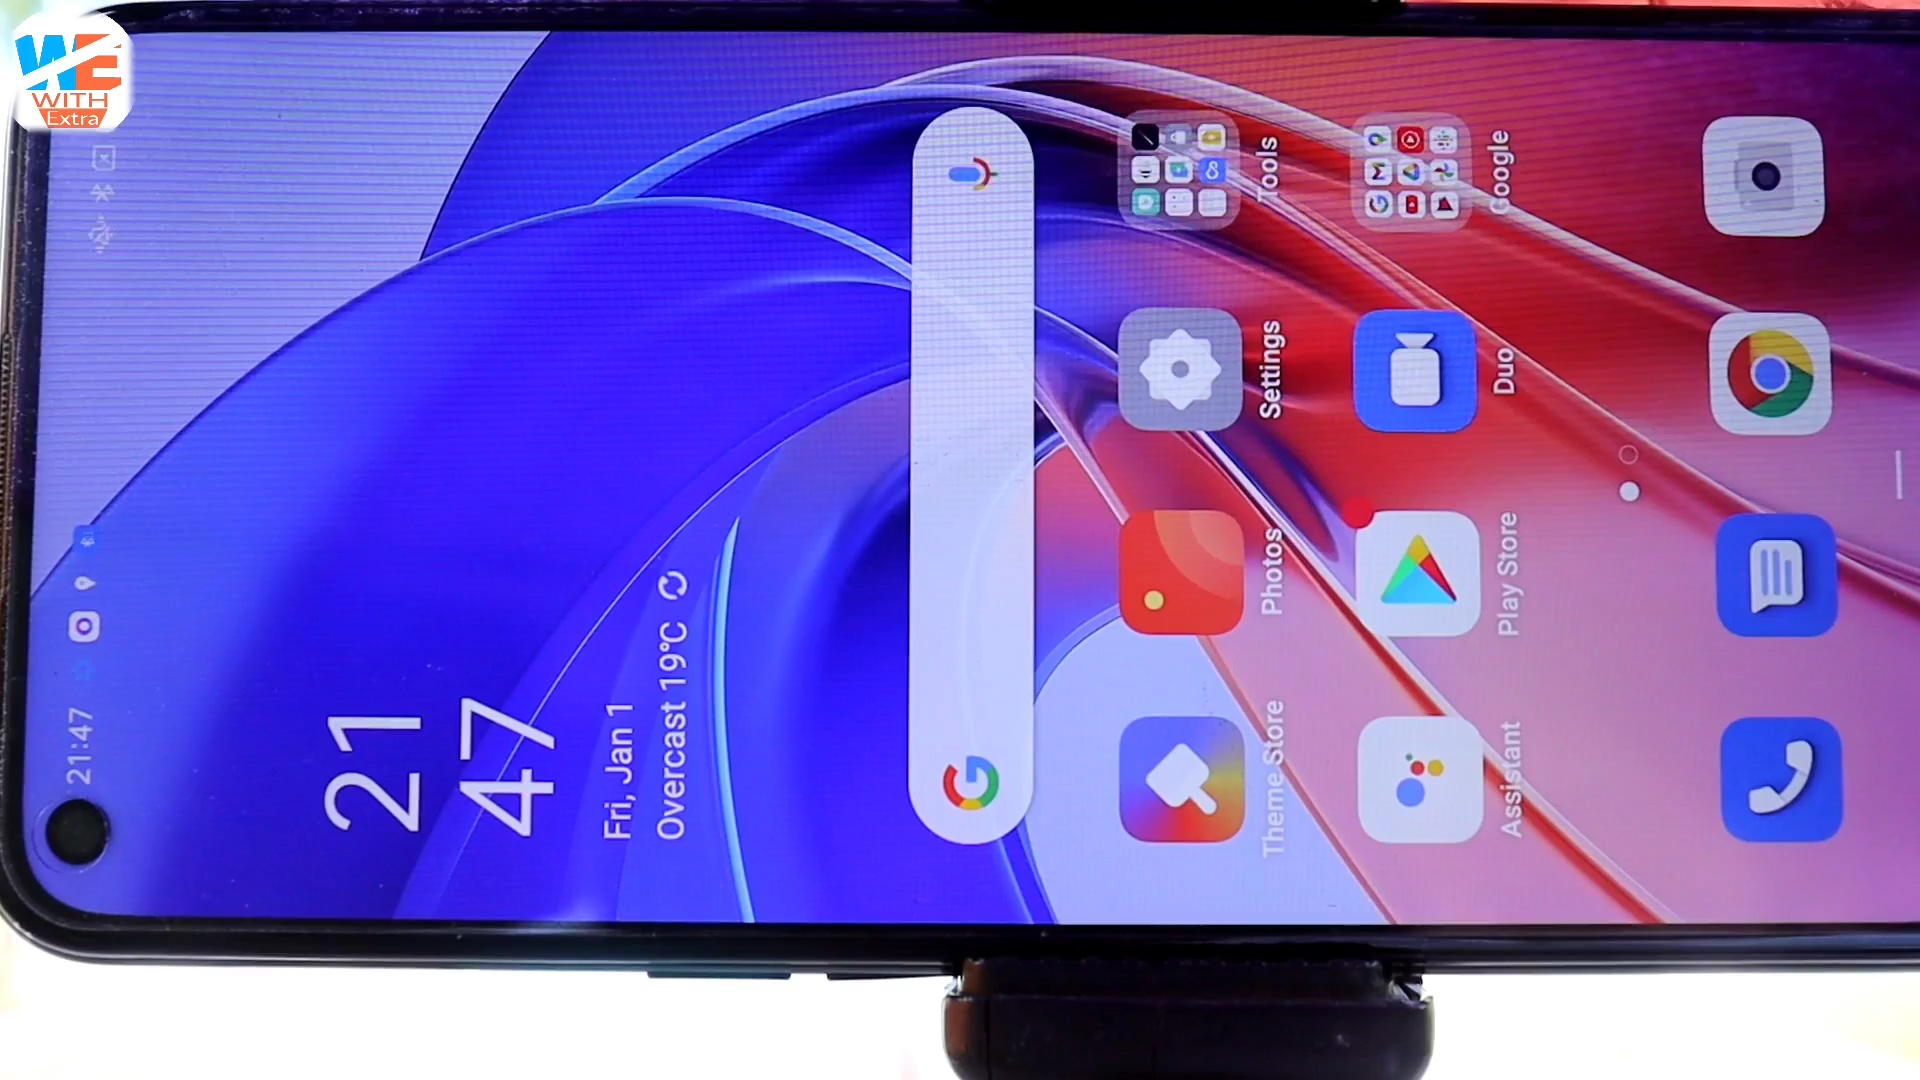 WE
WITH
Extra
21:47
21
47
Fri, Jan 1
Overcast 19°C
Theme Store
Photos
Settings
Tools
Assistant
Play Store
Duo
Google